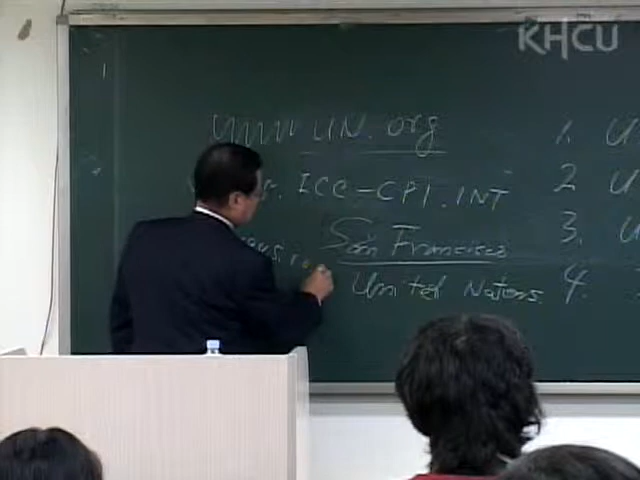 KHCU
www UN. org
ICC-CPI. INT
San Francisco
United Nations.
1. U
2 U
3. U
4.